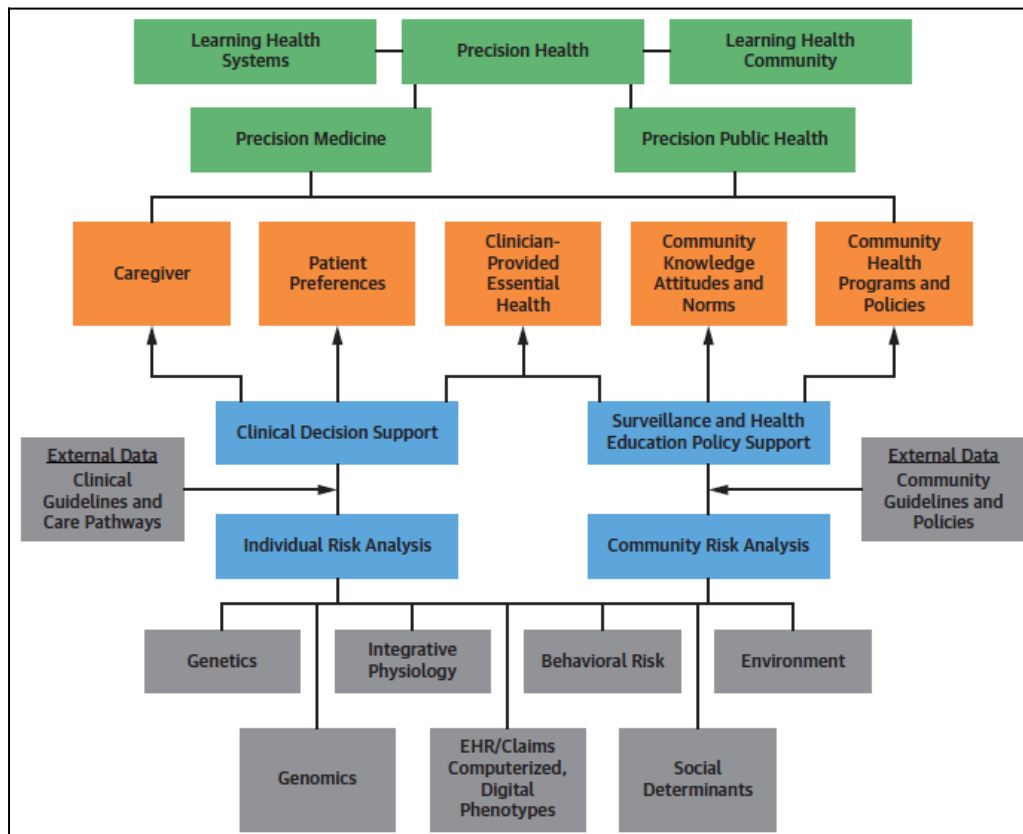 Learning Health
Systems
Precision Health
Learning Health
Community
Precision Medicine
Precision Public Health
Caregiver
Patient
Preferences
Clinician-
Provided
Essential
Health
Community
Knowledge
Attitudes and
Norms
Community
Health
Programs and
Policies
Clinical Decision Support
Surveillance and Health
Education Policy Support
External Data
Clinical
Guidelines and
Care Pathways
External Data
Community
Guidelines and
Policies
Individual Risk Analysis
Community Risk Analysis
Genetics
Integrative
Physiology
Behavioral Risk
Environment
Genomics
EHR/Claims
Computerized,
Digital
Phenotypes
Social
Determinants